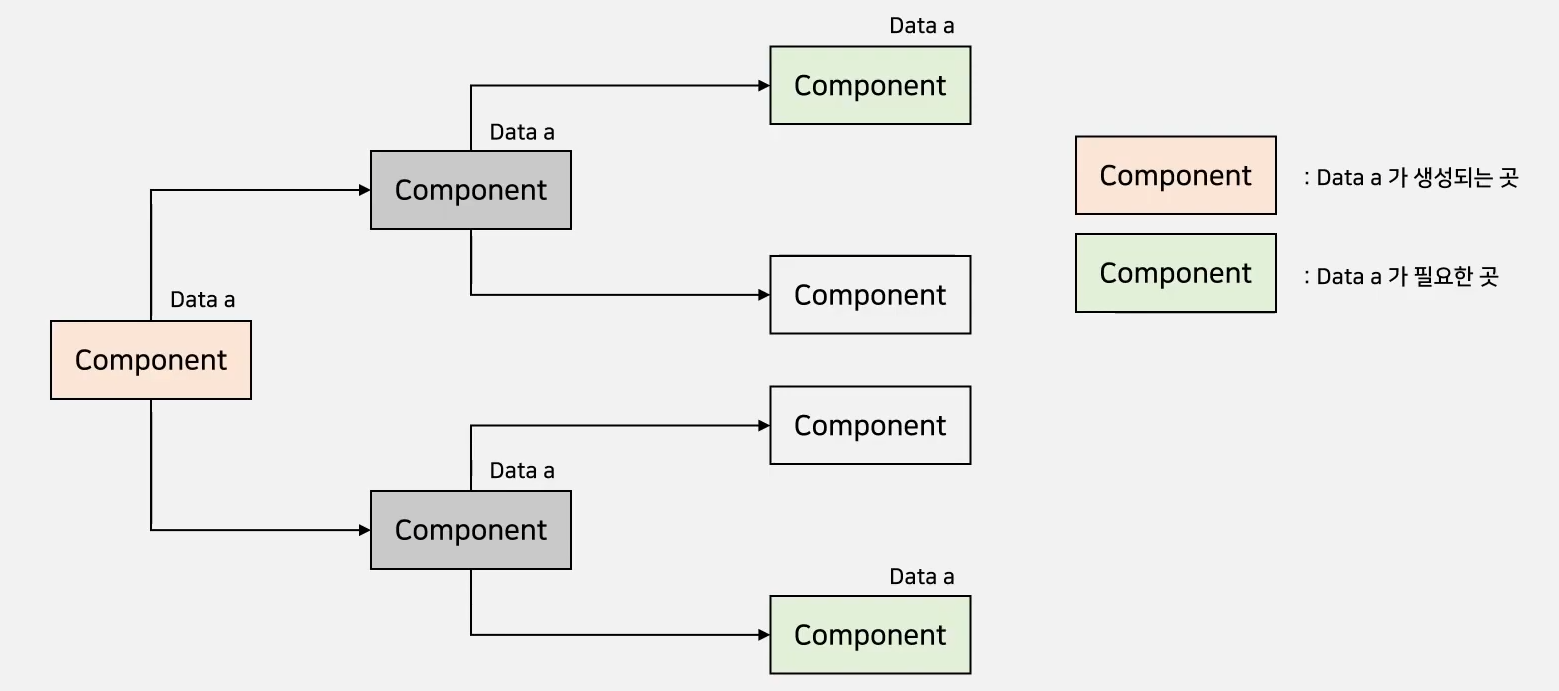 Data a
Component
Data a
Component
Component
: Data a 가 생성되는 곳
Component
: Data a 가 필요한 곳
Component
Data a
Component
Component
Data a
Component
Data a
Component